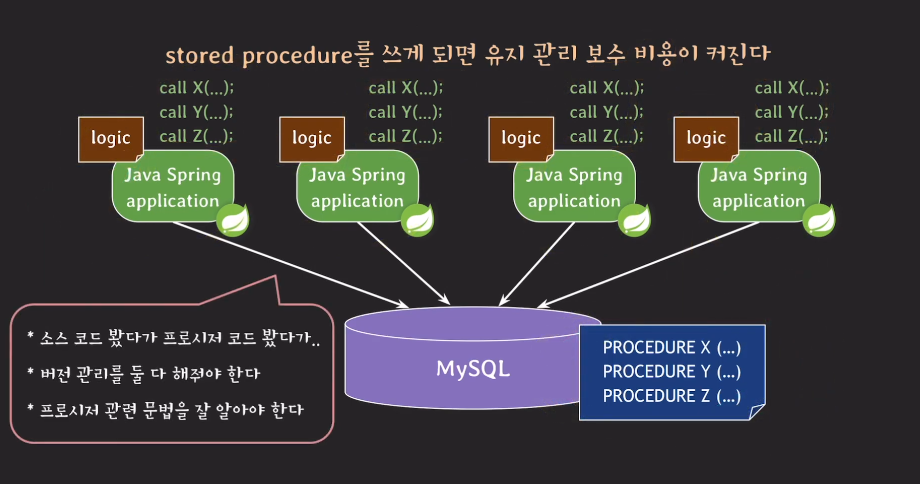 stored procedure를 쓰게 되면 유지 관리 보수 비용이 커진다
call X(...);
call Y(...);
call Z(...);
logic
Java Spring
application
call X(...);
call Y(...);
call Z(...);
logic
Java Spring
application
call X(...);
call Y(...);
call Z(...);
logic
Java Spring
application
call X(...);
call Y(...);
call Z(...);
logic
Java Spring
application
* 소스 코드 봤다가 프로시저 코드 봤다가..
* 버전 관리를 둘 다 해줘야 한다
* 프로시저 관련 문법을 잘 알아야 한다
MySQL
PROCEDURE X (...)
PROCEDURE Y (...)
PROCEDURE Z (...)